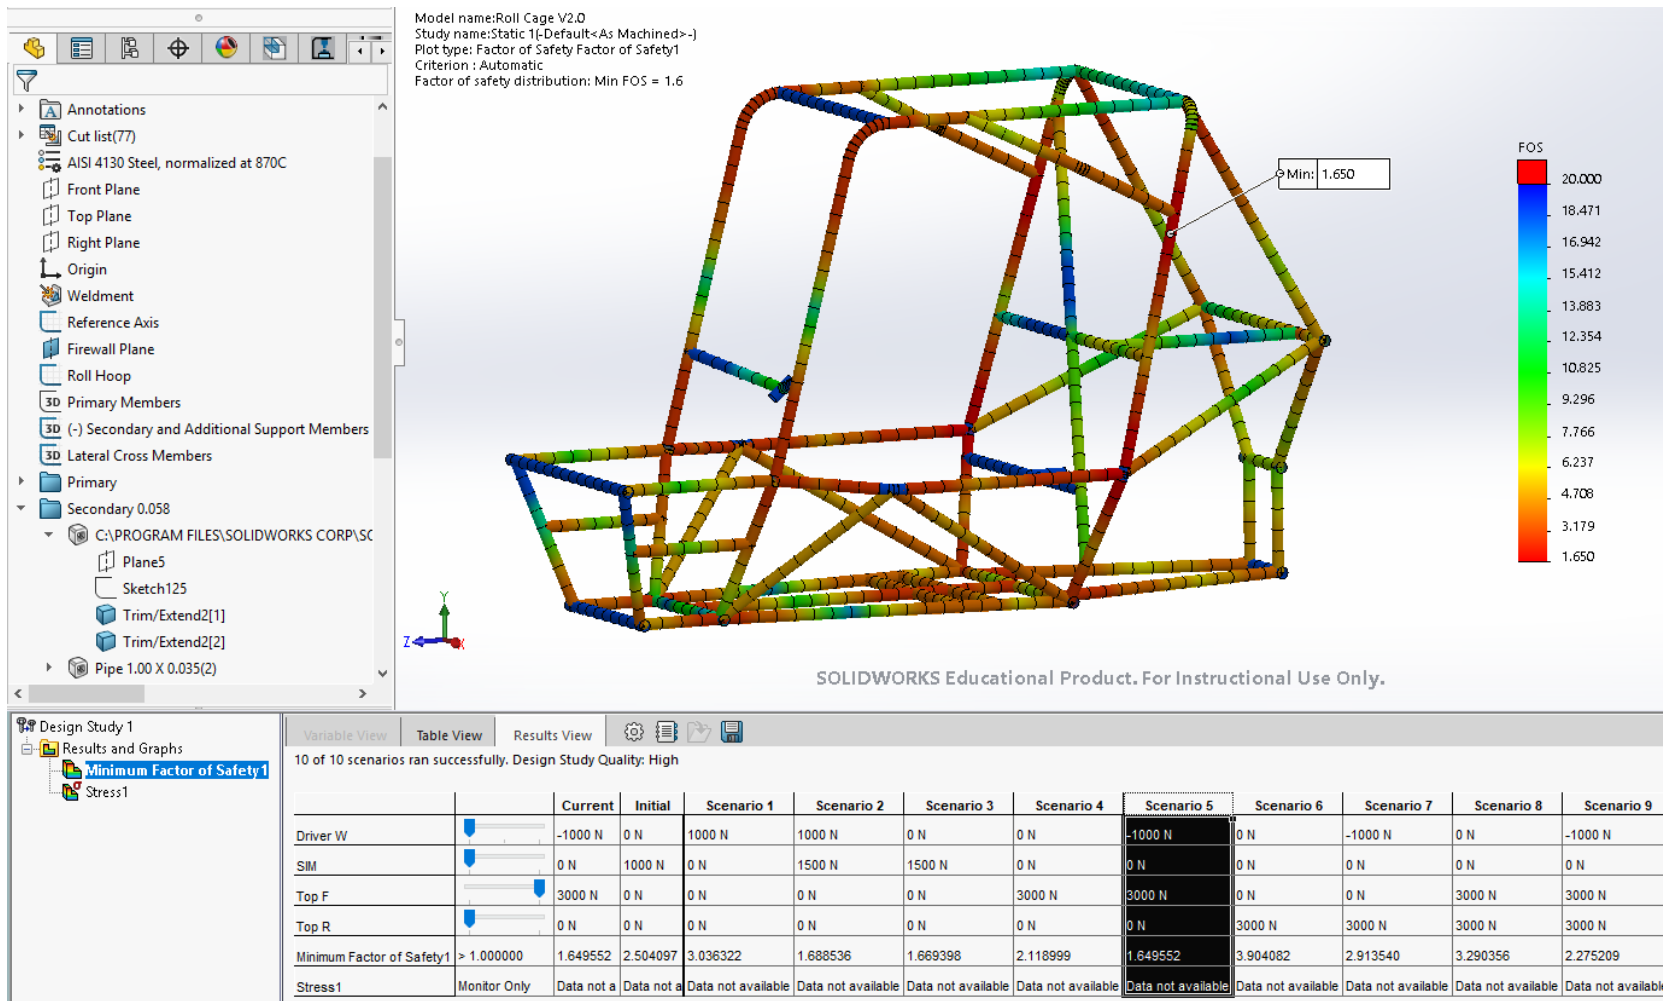 Model name:Roll Cage V2.0
Study name:Static 1(-Default<As Machined>-)
Plot type: Factor of Safety Factor of Safety1
Criterion : Automatic
Factor of safety distribution: Min FOS = 1.6
Annotations
Cut list(77)
AISI 4130 Steel, normalized at 870C
Front Plane
Top Plane
Right Plane
Origin
Weldment
Reference Axis
Firewall Plane
Roll Hoop
3D Primary Members
3D (-) Secondary and Additional Support Members
3D Lateral Cross Members
Primary
Secondary 0.058
C:\PROGRAM FILES\SOLIDWORKS CORP\SC
Plane5
Sketch125
Trim/Extend2[1]
Trim/Extend2[2]
Pipe 1.00 X 0.035(2)
Min: 1.650
FOS
20.000
18.471
16.942
15.412
13.883
12.354
10.825
9.296
7.766
6.237
4.708
3.179
1.650
Y
Z X
SOLIDWORKS Educational Product. For Instructional Use Only.
Design Study 1
Results and Graphs
Minimum Factor of Safety1
Stress1
Variable View Table View Results View
10 of 10 scenarios ran successfully. Design Study Quality: High
Current Initial Scenario 1 Scenario 2 Scenario 3 Scenario 4 Scenario 5 Scenario 6 Scenario 7 Scenario 8 Scenario 9
Driver W -1000 N 0 N 1000 N 1000 N 0 N 0 N -1000 N 0 N -1000 N 0 N -1000 N
SIM 0 N 1000 N 0 N 1500 N 1500 N 0 N 0 N 0 N 0 N 0 N 0 N
Top F 3000 N 0 N 0 N 0 N 0 N 3000 N 3000 N 0 N 0 N 3000 N 3000 N
Top R 0 N 0 N 0 N 0 N 0 N 0 N 0 N 3000 N 3000 N 3000 N 3000 N
Minimum Factor of Safety1 > 1.000000 1.649552 2.504097 3.036322 1.688536 1.669398 2.118999 1.649552 3.904082 2.913540 3.290356 2.275209
Stress1 Monitor Only Data not a Data not a Data not available Data not available Data not available Data not available Data not available Data not available Data not available Data not available Data not availabl